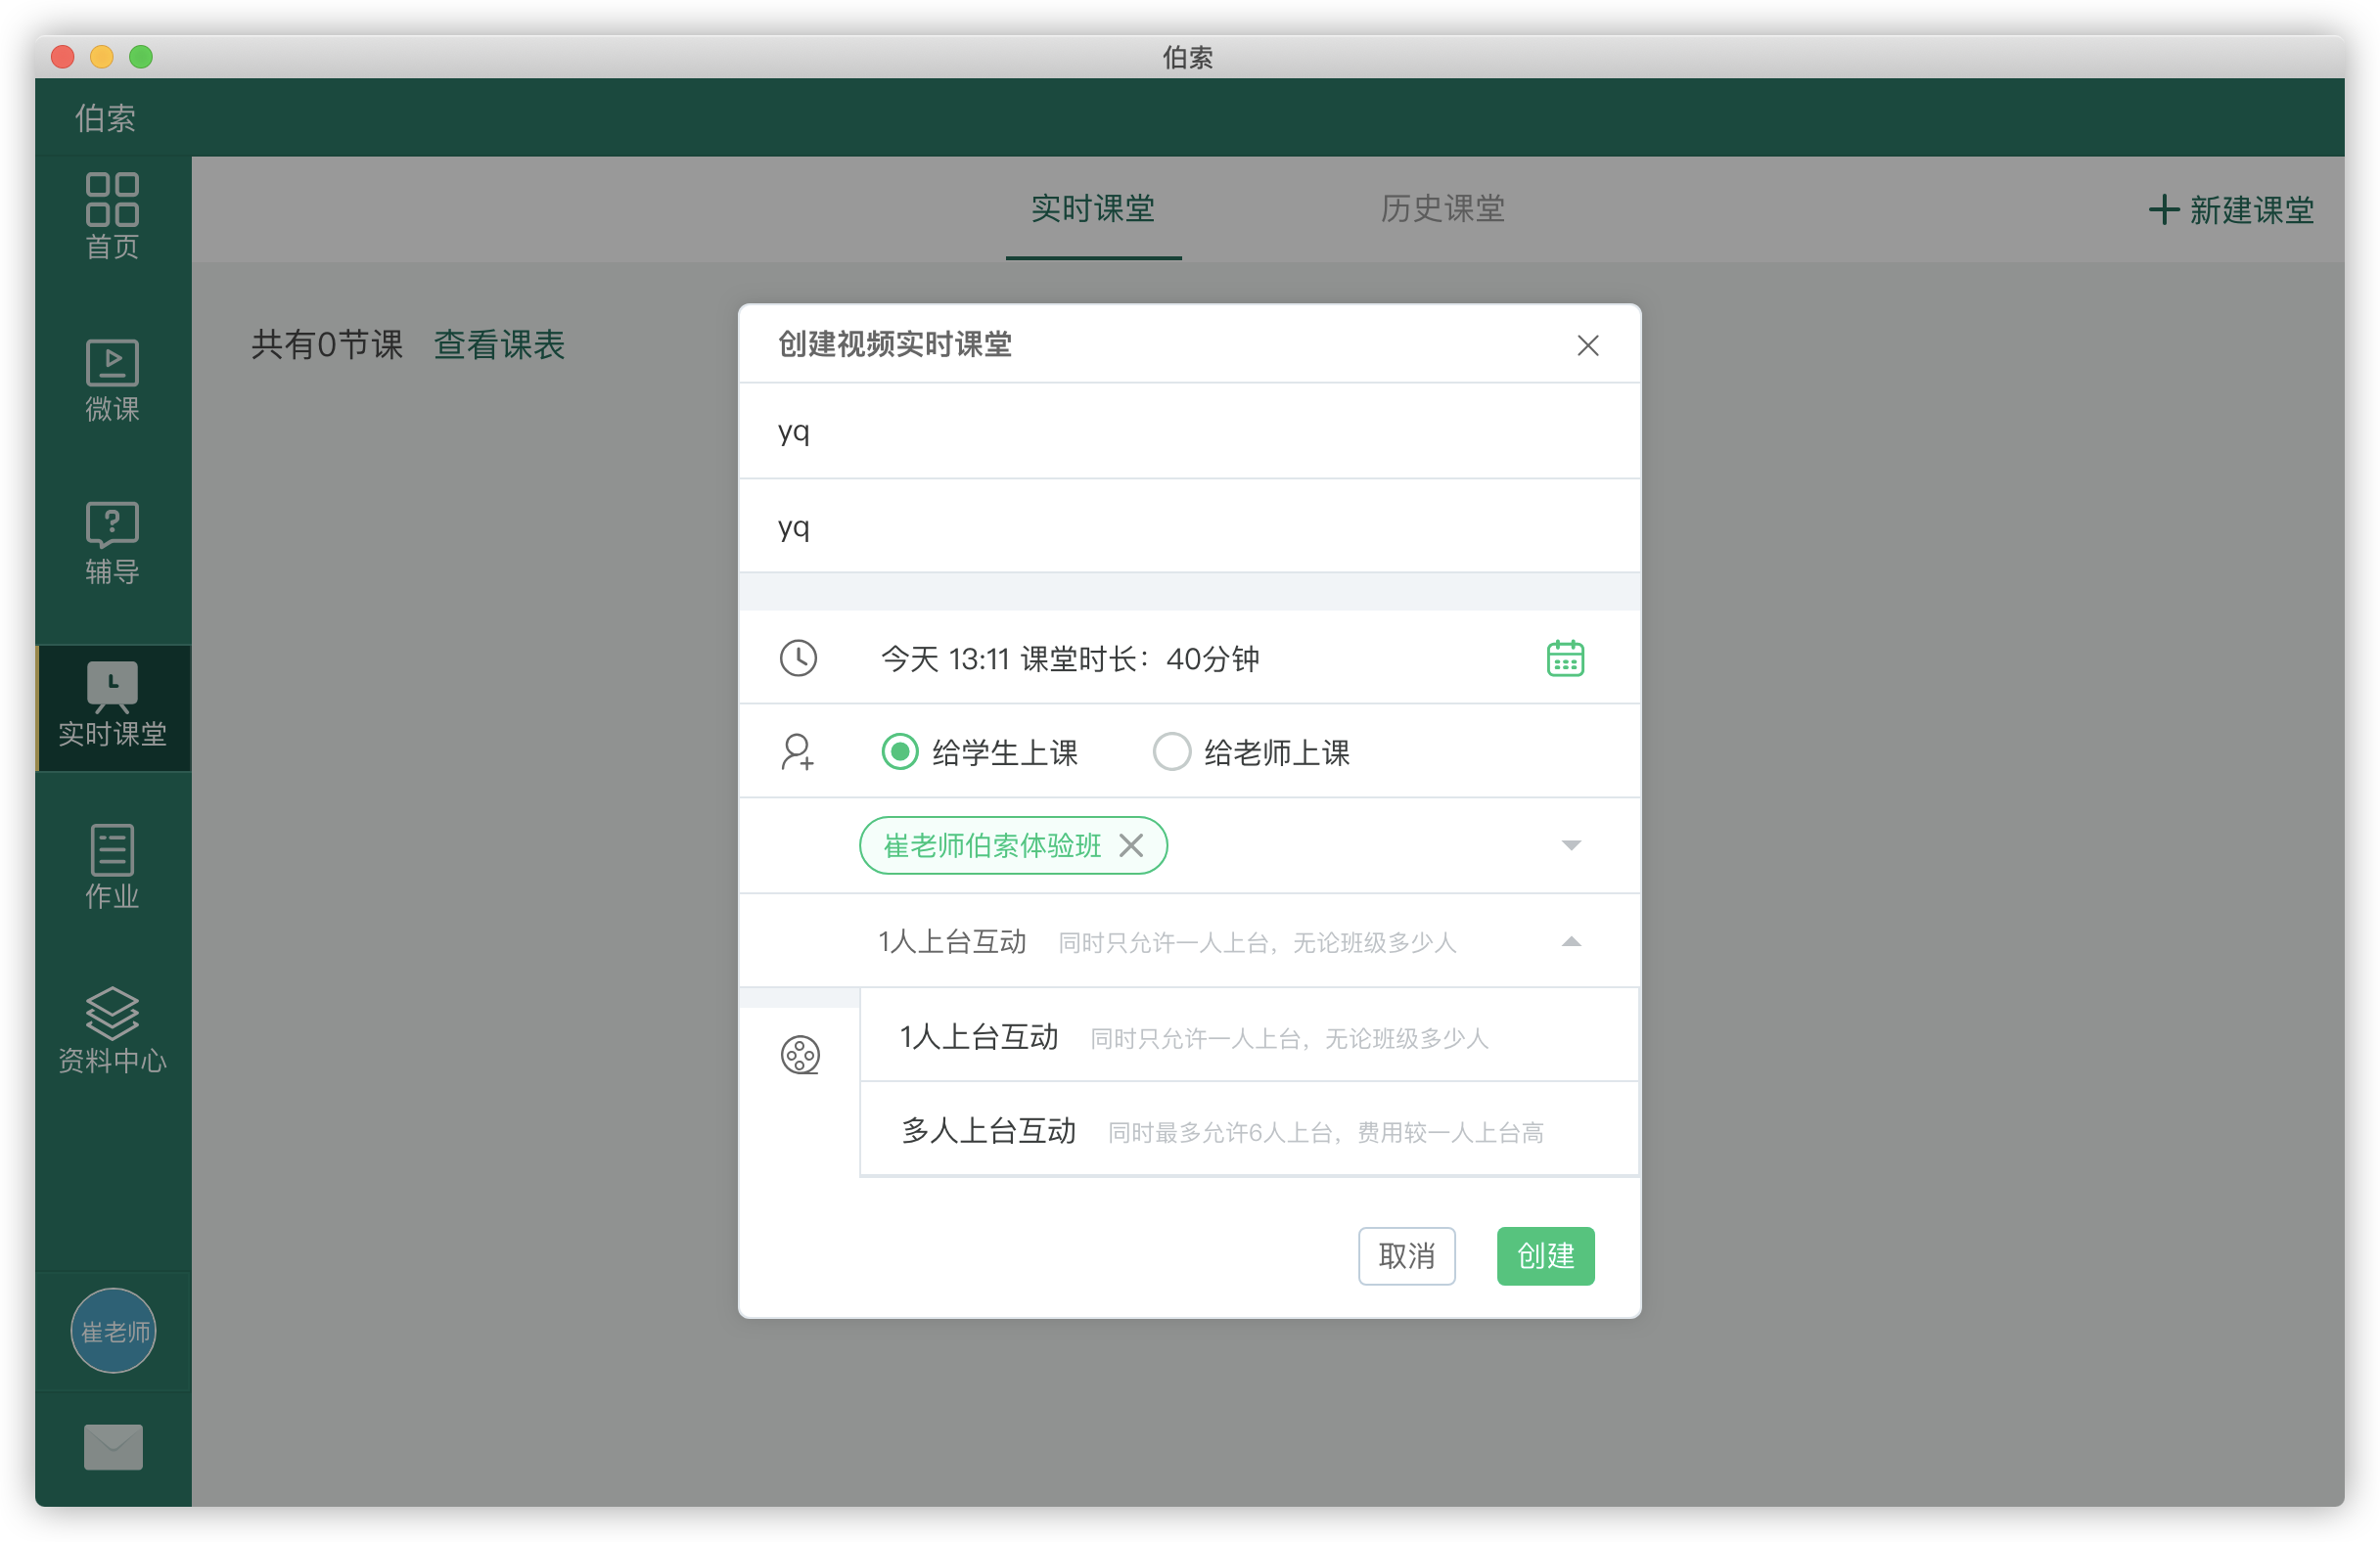 伯索
伯索
首页
微课
辅导
实时课堂
作业
资料中心
崔老师
实时课堂 历史课堂 新建课堂
共有0节课 查看课表
创建视频实时课堂
yq
yq
今天 13:11 课堂时长：40分钟
给学生上课 给老师上课
崔老师伯索体验班
1人上台互动 同时只允许一人上台，无论班级多少人
1人上台互动 同时只允许一人上台，无论班级多少人
多人上台互动 同时最多允许6人上台，费用较一人上台高
取消 创建